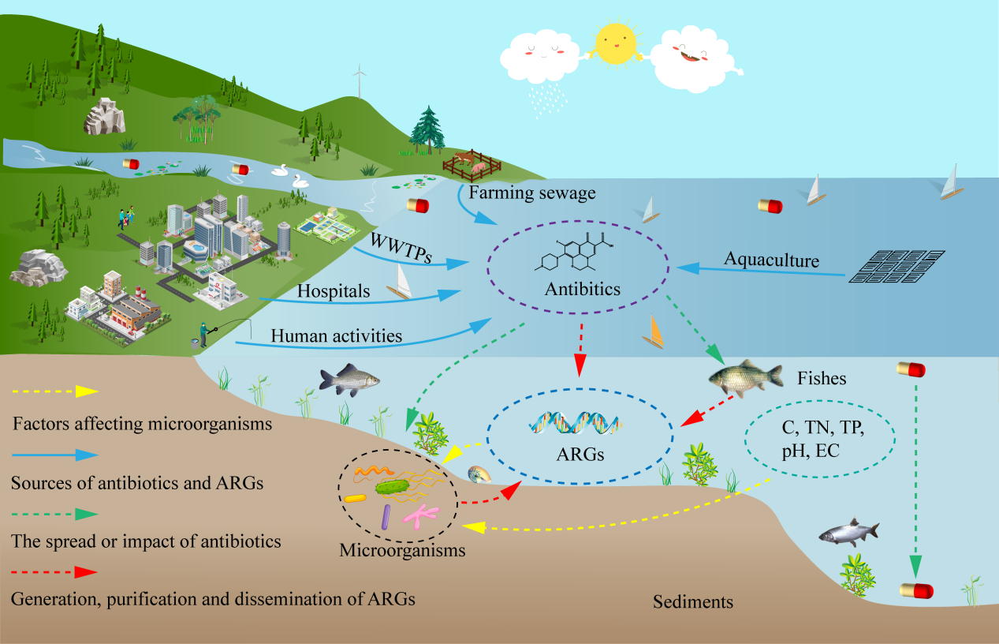 Farming sewage
WWTPs
Aquaculture
Antibitics
Hospitals
Human activities
Fishes
Factors affecting microorganisms
C, TN, TP,
pH, EC
ARGs
Sources of antibiotics and ARGs
The spread or impact of antibiotics
Microorganisms
Generation, purification and dissemination of ARGs
Sediments